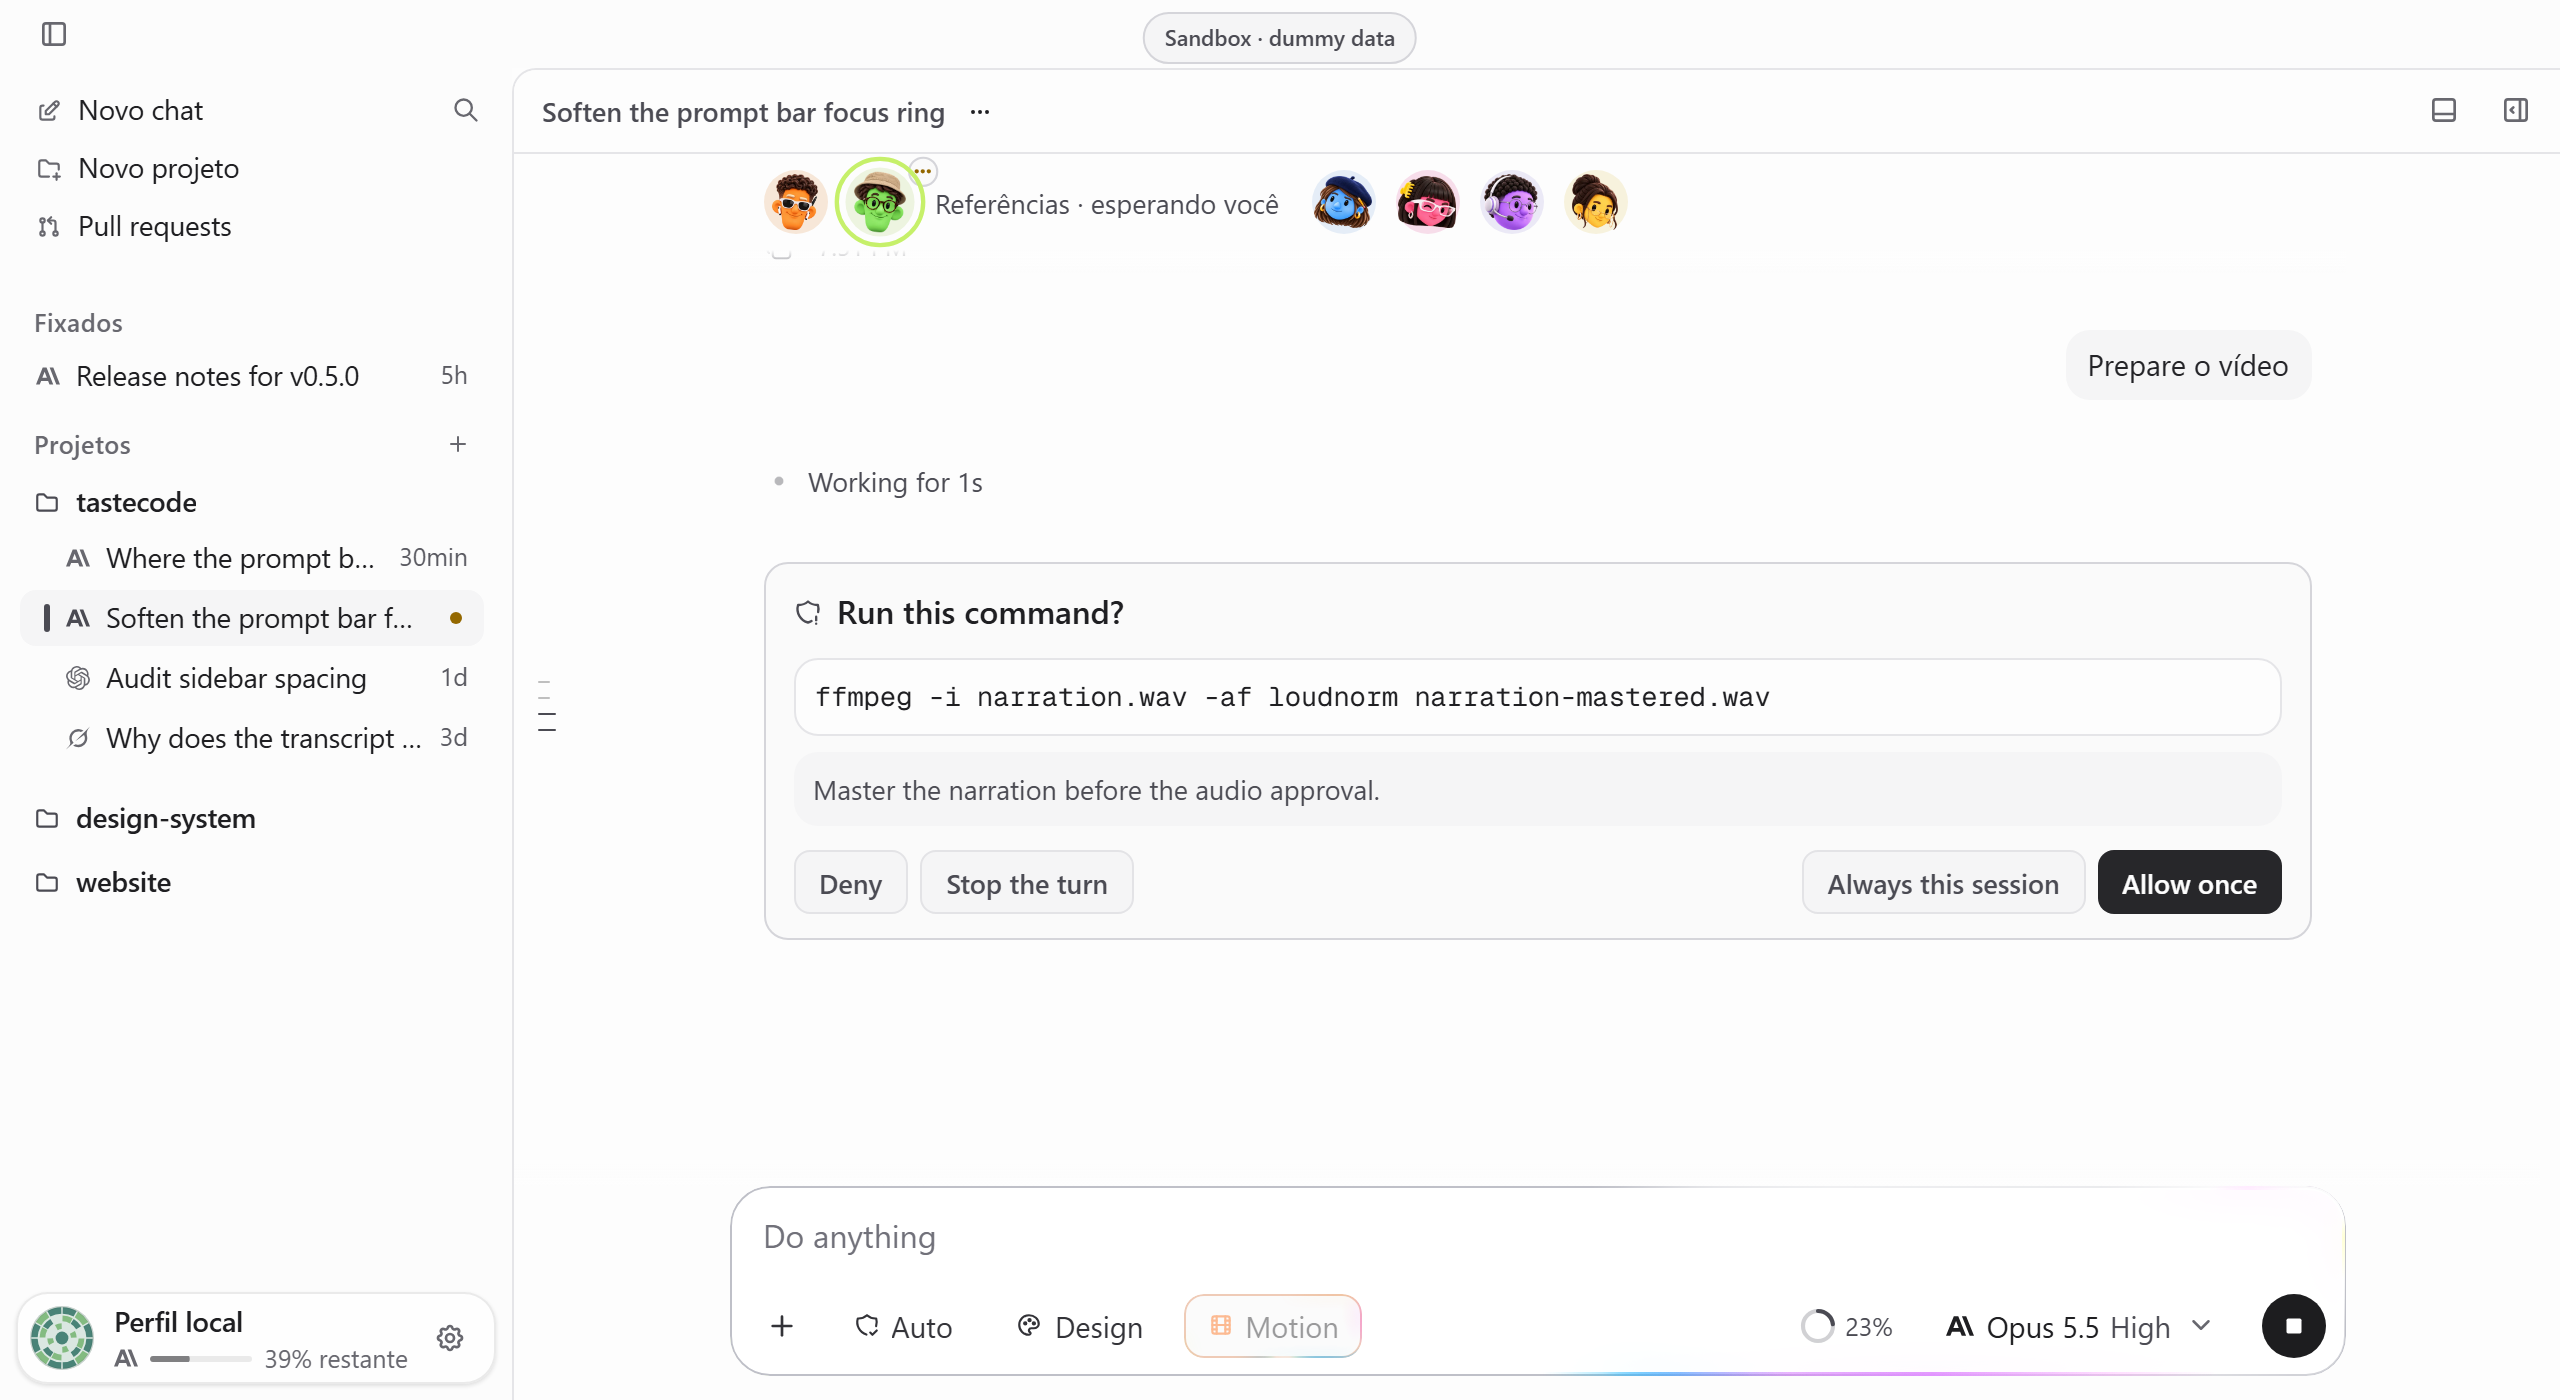 Sandbox · dummy data
Novo chat
Novo projeto
Pull requests
Fixados
Release notes for v0.5.0 5h
Projetos
tastecode
Where the prompt b... 30min
Soften the prompt bar f...
Audit sidebar spacing 1d
Why does the transcript ... 3d
design-system
website
Perfil local
39% restante
Soften the prompt bar focus ring
Referências · esperando você
Prepare o vídeo
Working for 1s
Run this command?
ffmpeg -i narration.wav -af loudnorm narration-mastered.wav
Master the narration before the audio approval.
Deny Stop the turn Always this session Allow once
Do anything
Auto Design Motion 23% Opus 5.5 High